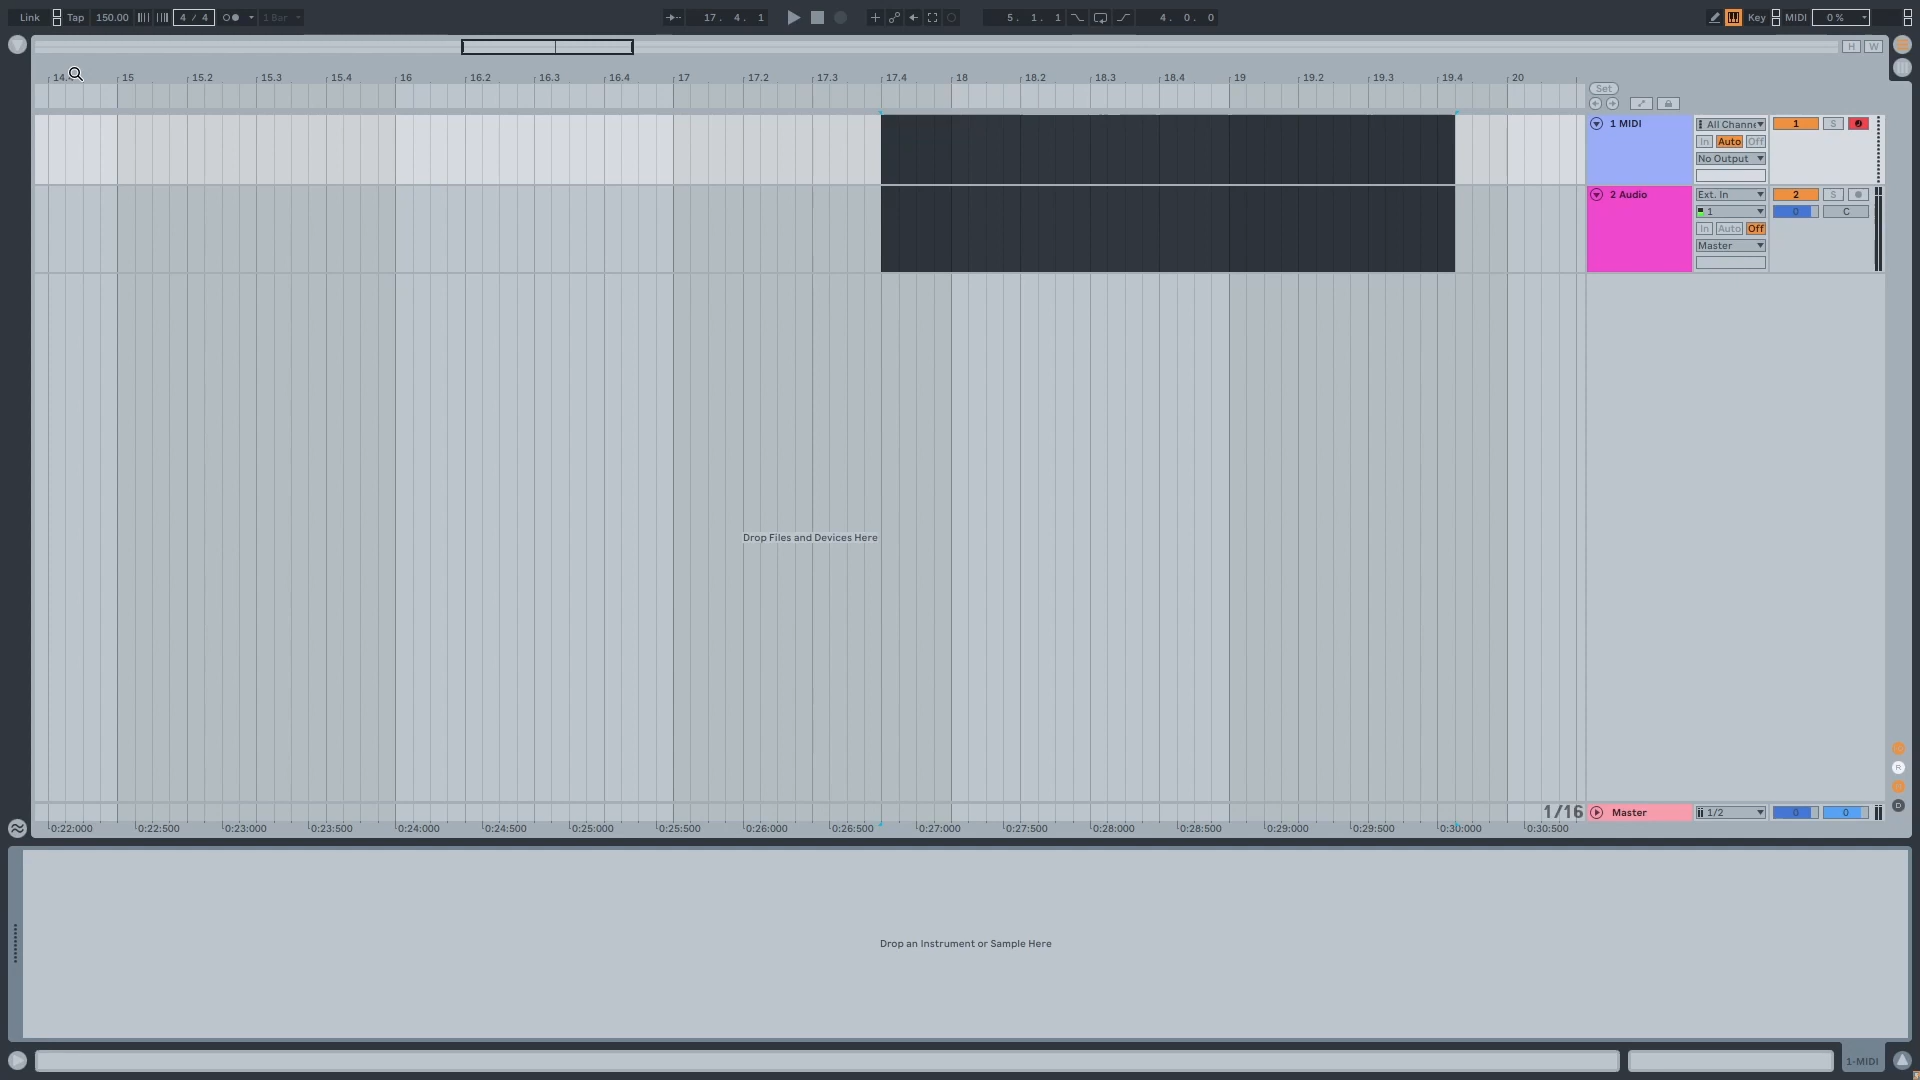 Link Tap 150.00 4 / 4 1 Bar 17. 4. 1 5. 1. 1 4. 0. 0 Key MIDI 0 %
H W
14. 15 15.2 15.3 15.4 16 16.2 16.3 16.4 17 17.2 17.3 17.4 18 18.2 18.3 18.4 19 19.2 19.3 19.4 20
Set
1 MIDI All Channe 1 S
In Auto Off
No Output
2 Audio Ext. In 2 S
1 0 C
In Auto Off
Master
Drop Files and Devices Here
R
D
1/16 Master 1/2 0 0
0:22:000 0:22:500 0:23:000 0:23:500 0:24:000 0:24:500 0:25:000 0:25:500 0:26:000 0:26:500 0:27:000 0:27:500 0:28:000 0:28:500 0:29:000 0:29:500 0:30:000 0:30:500
Drop an Instrument or Sample Here
1-MIDI